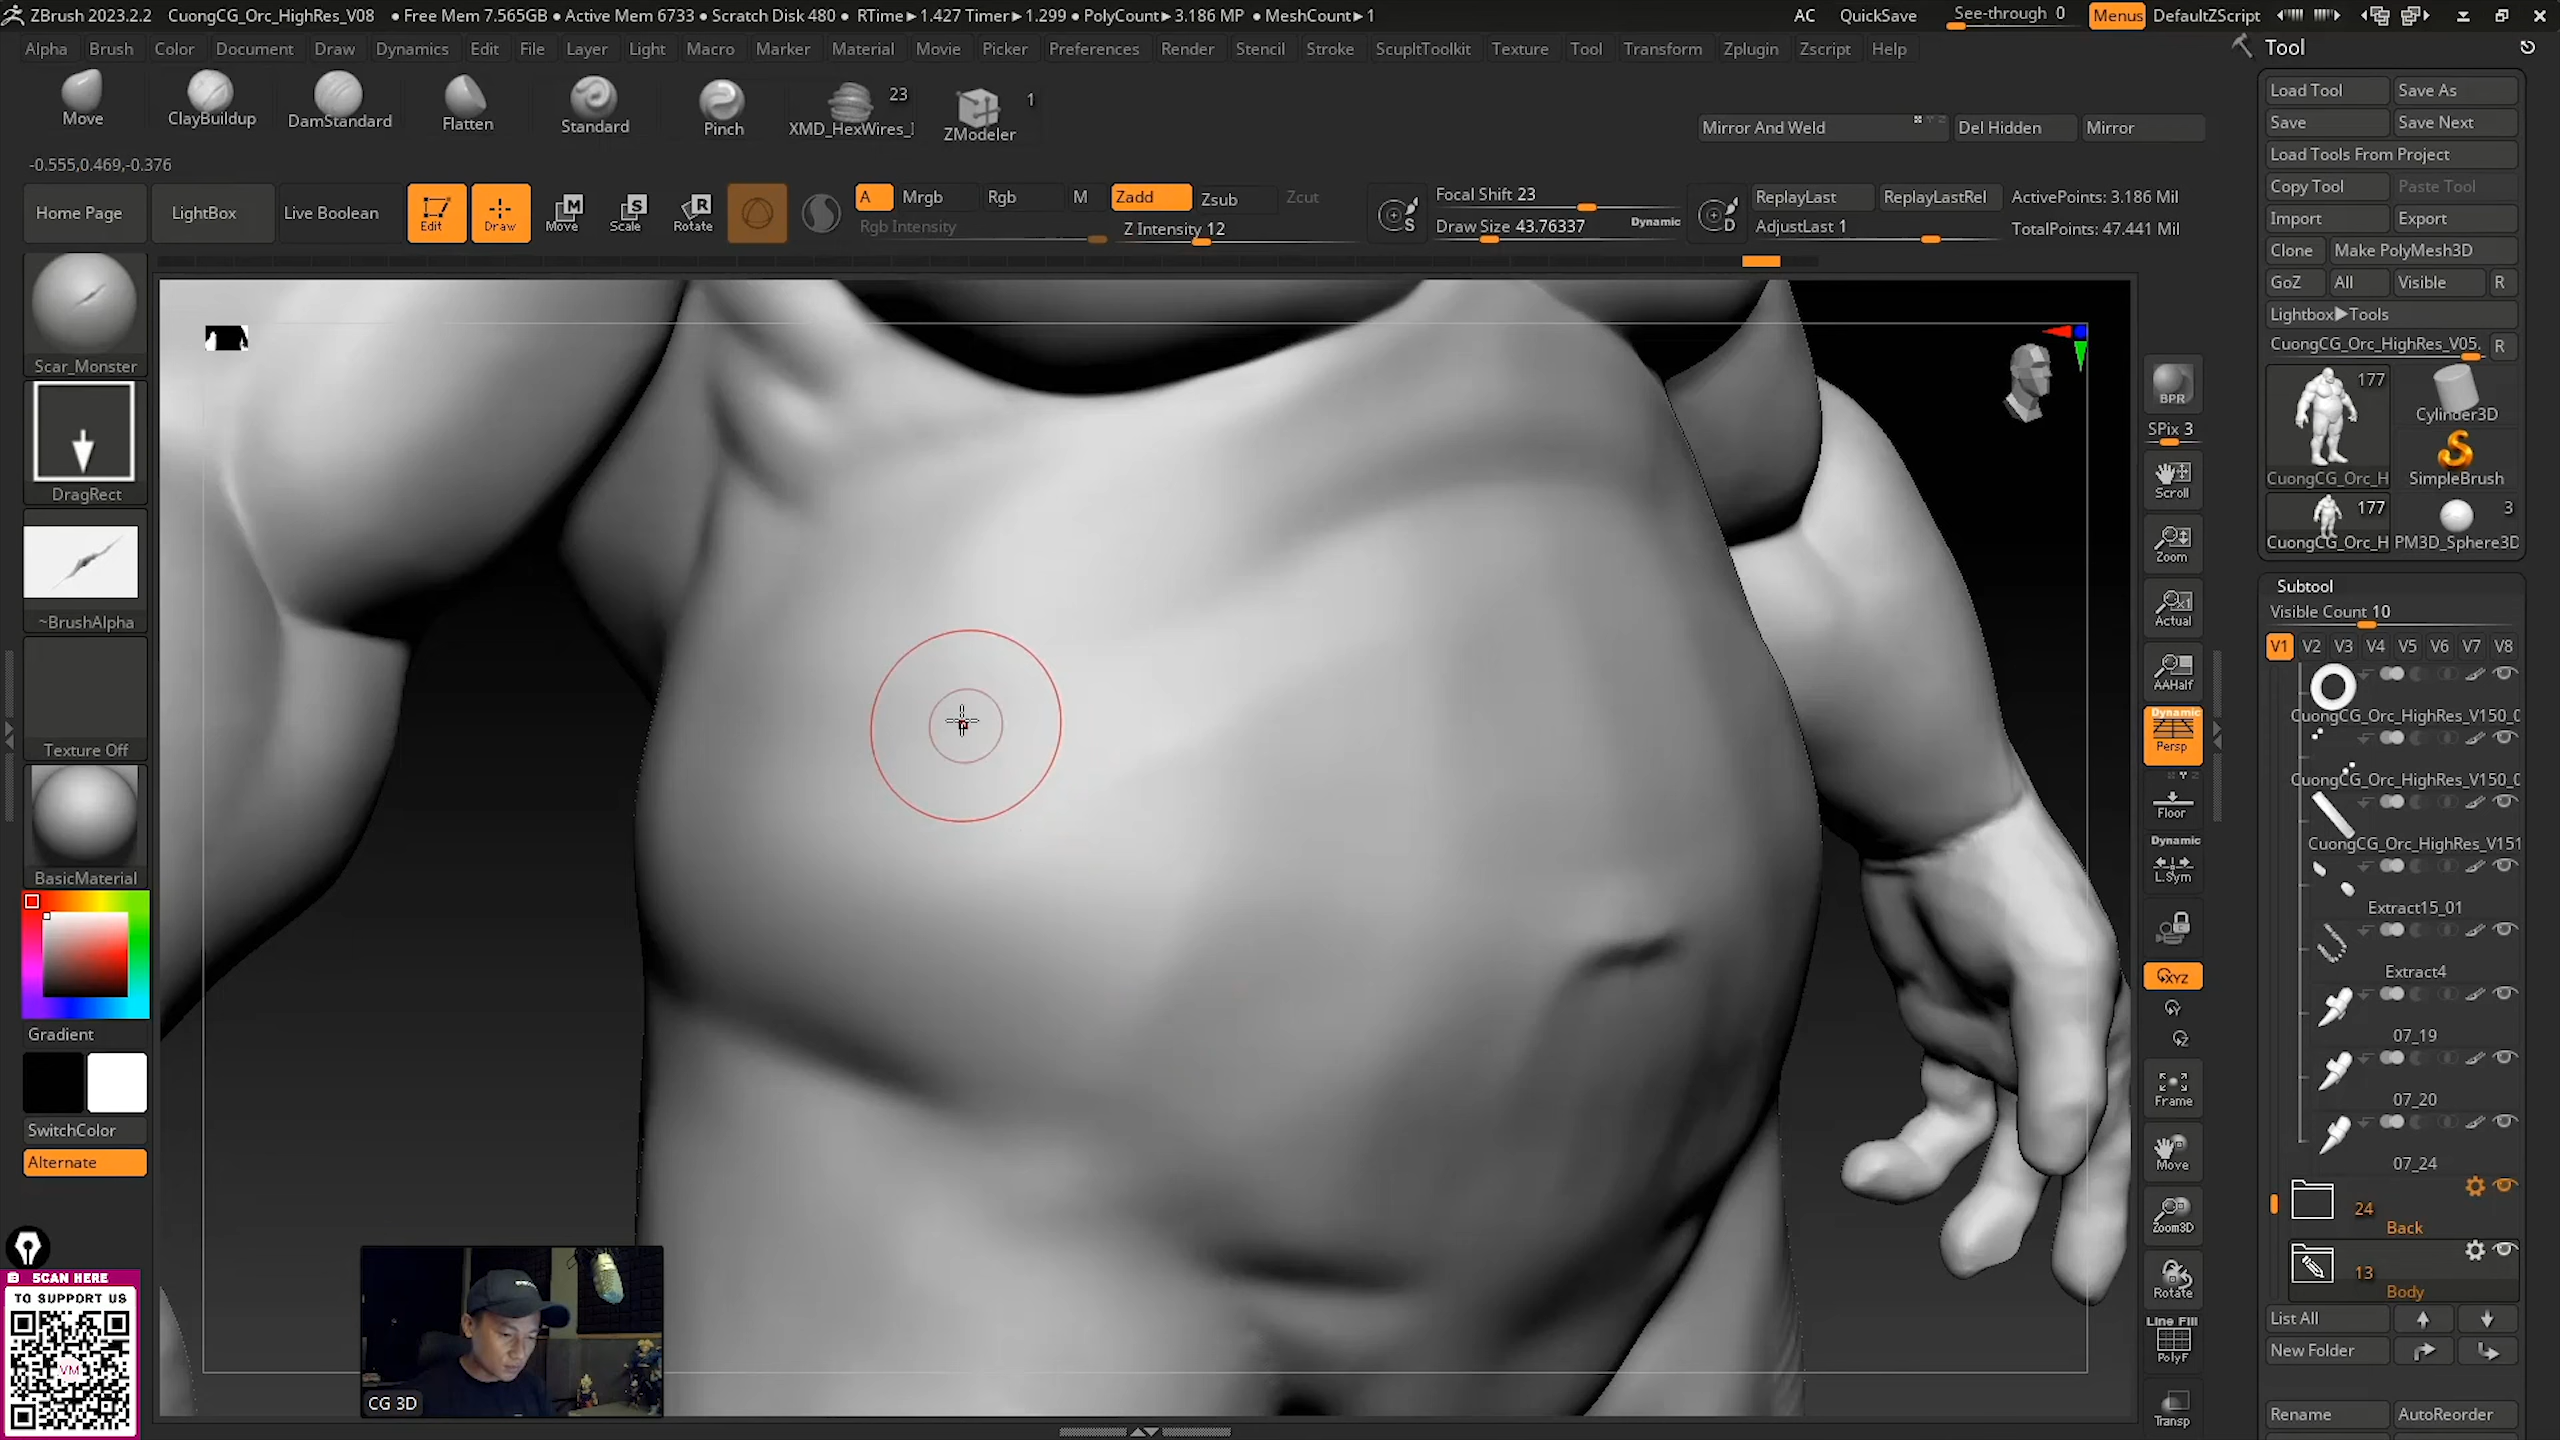 ZBrush 2023.2.2 CuongCG_Orc_HighRes_V08 ● Free Mem 7.565GB ● Active Mem 6733 ● Scratch Disk 480 ● RTime►1.427 Timer►1.299 ● PolyCount►3.186 MP ● MeshCount►1 AC QuickSave See-through 0 Menus DefaultZScript
Alpha Brush Color Document Draw Dynamics Edit File Layer Light Macro Marker Material Movie Picker Preferences Render Stencil Stroke ScupltToolkit Texture Tool Transform Zplugin Zscript Help
Tool
Move ClayBuildup DamStandard Flatten Standard Pinch XMD_HexWires_ 23 ZModeler 1
Mirror And Weld Del Hidden Mirror
-0.555,0.469,-0.376
Home Page LightBox Live Boolean Edit Draw Move Scale Rotate
A Mrgb Rgb M Zadd Zsub Zcut
Rgb Intensity Z Intensity 12
Focal Shift 23
Draw Size 43.76337 Dynamic
ReplayLast ReplayLastRel ActivePoints: 3.186 Mil
AdjustLast 1 TotalPoints: 47.441 Mil
Scar_Monster
DragRect
~BrushAlpha
Texture Off
BasicMaterial
Gradient
SwitchColor
Alternate
SCAN HERE
TO SUPPORT US
VM
CG 3D
BPR
SPix 3
Scroll
Zoom
Actual
AAHalf
Dynamic
Persp
Floor
Dynamic
L.Sym
XYZ
Frame
Move
Zoom3D
Rotate
Line Fill
PolyF
Transp
Load Tool Save As
Save Save Next
Load Tools From Project
Copy Tool Paste Tool
Import Export
Clone Make PolyMesh3D
GoZ All Visible R
Lightbox►Tools
CuongCG_Orc_HighRes_V05. R
177
Cylinder3D
CuongCG_Orc_H SimpleBrush
177 3
CuongCG_Orc_H PM3D_Sphere3D
Subtool
Visible Count 10
V1 V2 V3 V4 V5 V6 V7 V8
CuongCG_Orc_HighRes_V150_0
CuongCG_Orc_HighRes_V150_0
CuongCG_Orc_HighRes_V151
Extract15_01
Extract4
07_19
07_20
07_24
24
Back
13
Body
List All
New Folder
Rename AutoReorder